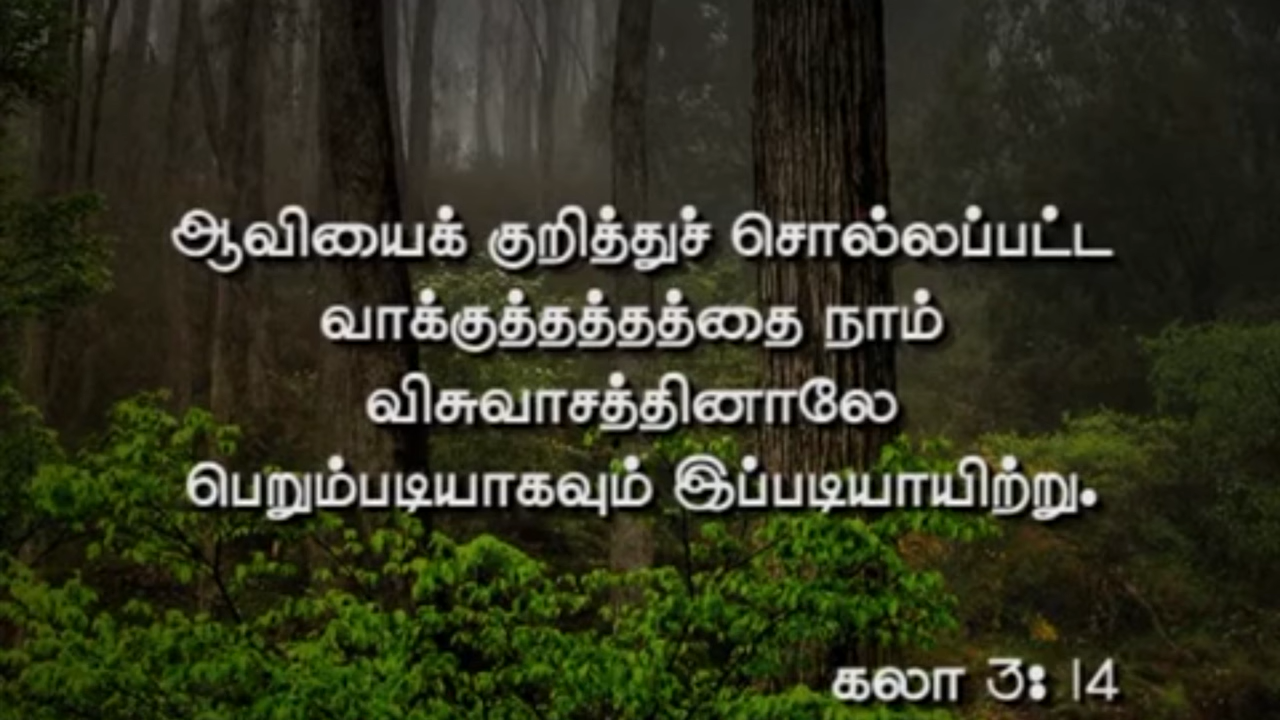 ஆவியைக் குறித்துச் சொல்லப்பட்ட
வாக்குத்தத்தத்தை நாம்
விசுவாசத்தினாலே
பெறும்படியாகவும் இப்படியாயிற்று.
கலா 3: 14